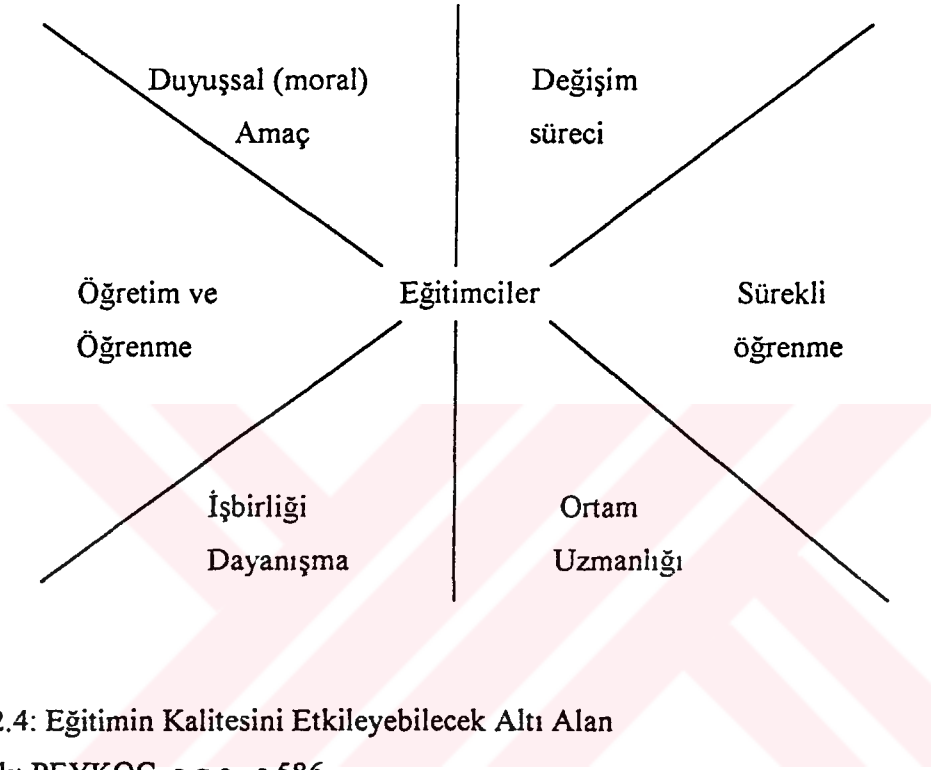 Duyuşsal (moral)
Amaç
Değişim
süreci
Öğretim ve
Öğrenme
Eğitimciler
Sürekli
öğrenme
İşbirliği
Dayanışma
Ortam
Uzmanlığı
2.4: Eğitimin Kalitesini Etkileyebilecek Altı Alan